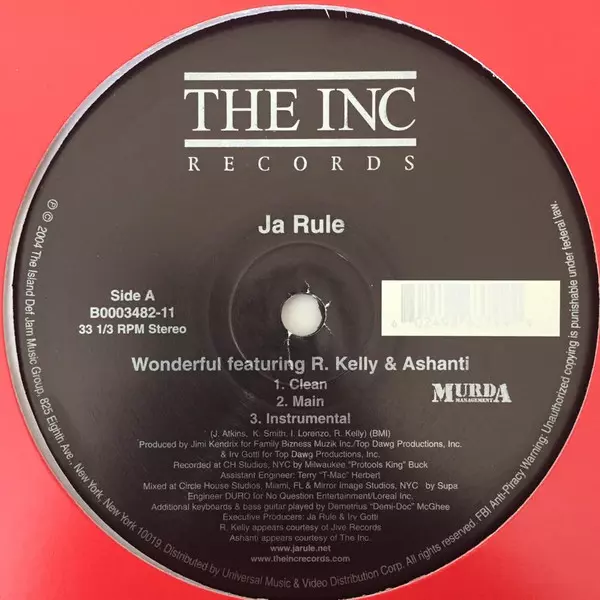 THE INC
RECORDS
Ja Rule
Side A
B0003482-11
33 1/3 RPM Stereo
Wonderful featuring R. Kelly & Ashanti
1. Clean
2. Main
3. Instrumental
MURDA
MANAGEMENT
(J. Atkins, K. Smith, I. Lorenzo, R. Kelly) (BMI)
Produced by Jimi Kendrix for Family Bizness Muzik Inc/Top Dawg Productions, Inc.
& Irv Gotti for Top Dawg Productions, Inc.
Recorded at CH Studios, NYC by Milwaukee "Protools King" Buck
Assistant Engineer: Terry "T-Mac" Herbert
Mixed at Circle House Studios, Miami, FL & Mirror Image Studios, NYC by Supa
Engineer DURO for No Question Entertainment/Loreal Inc.
Additional keyboards & bass guitar played by Demetrius "Demi-Doc" McGhee
Executive Producers: Ja Rule & Irv Gotti
R. Kelly appears courtesy of Jive Records
Ashanti appears courtesy of The Inc.
www.jarule.net
www.theincrecords.com
℗ © 2004 The Island Def Jam Music Group, 825 Eighth Ave., New York, New York 10019. Distributed by Universal Music & Video Distribution Corp. All rights reserved. FBI Anti-Piracy Warning: Unauthorized copying is punishable under federal law.